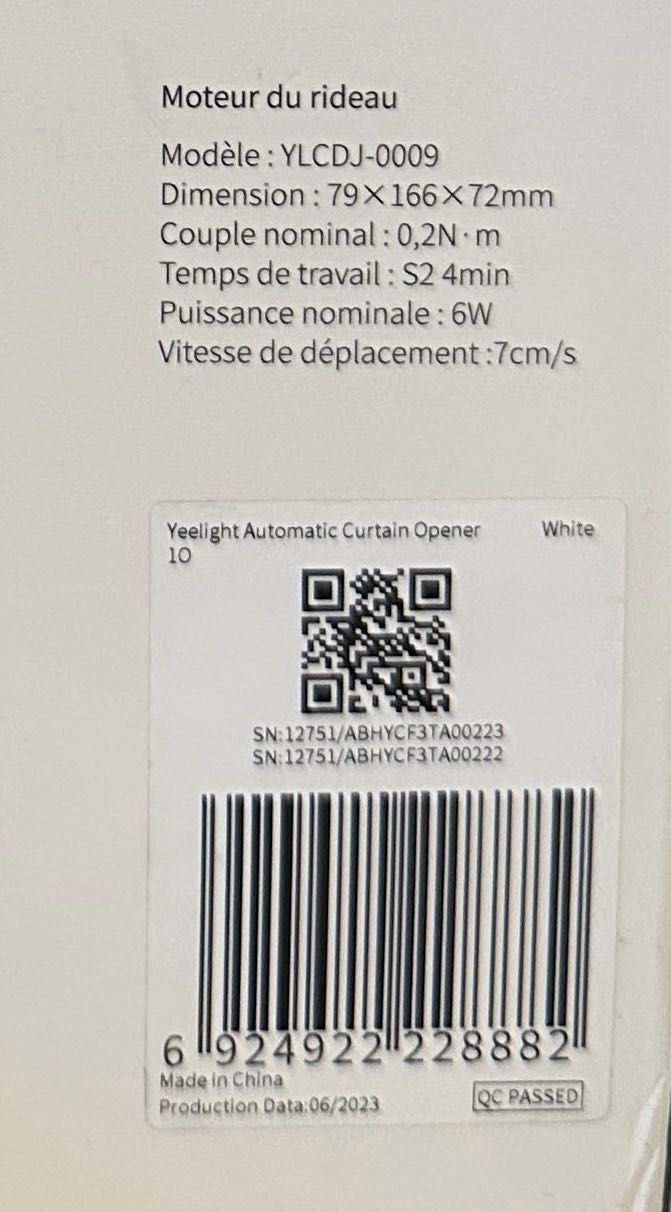 Moteur du rideau
Modèle : YLCDJ-0009
Dimension : 79×166×72mm
Couple nominal : 0,2N·m
Temps de travail : S2 4min
Puissance nominale : 6W
Vitesse de déplacement :7cm/s
Yeelight Automatic Curtain Opener White
10
SN:12751/ABHYCF3TA00223
SN:12751/ABHYCF3TA00222
6 924922 228882
Made in China
Production Data:06/2023
QC PASSED